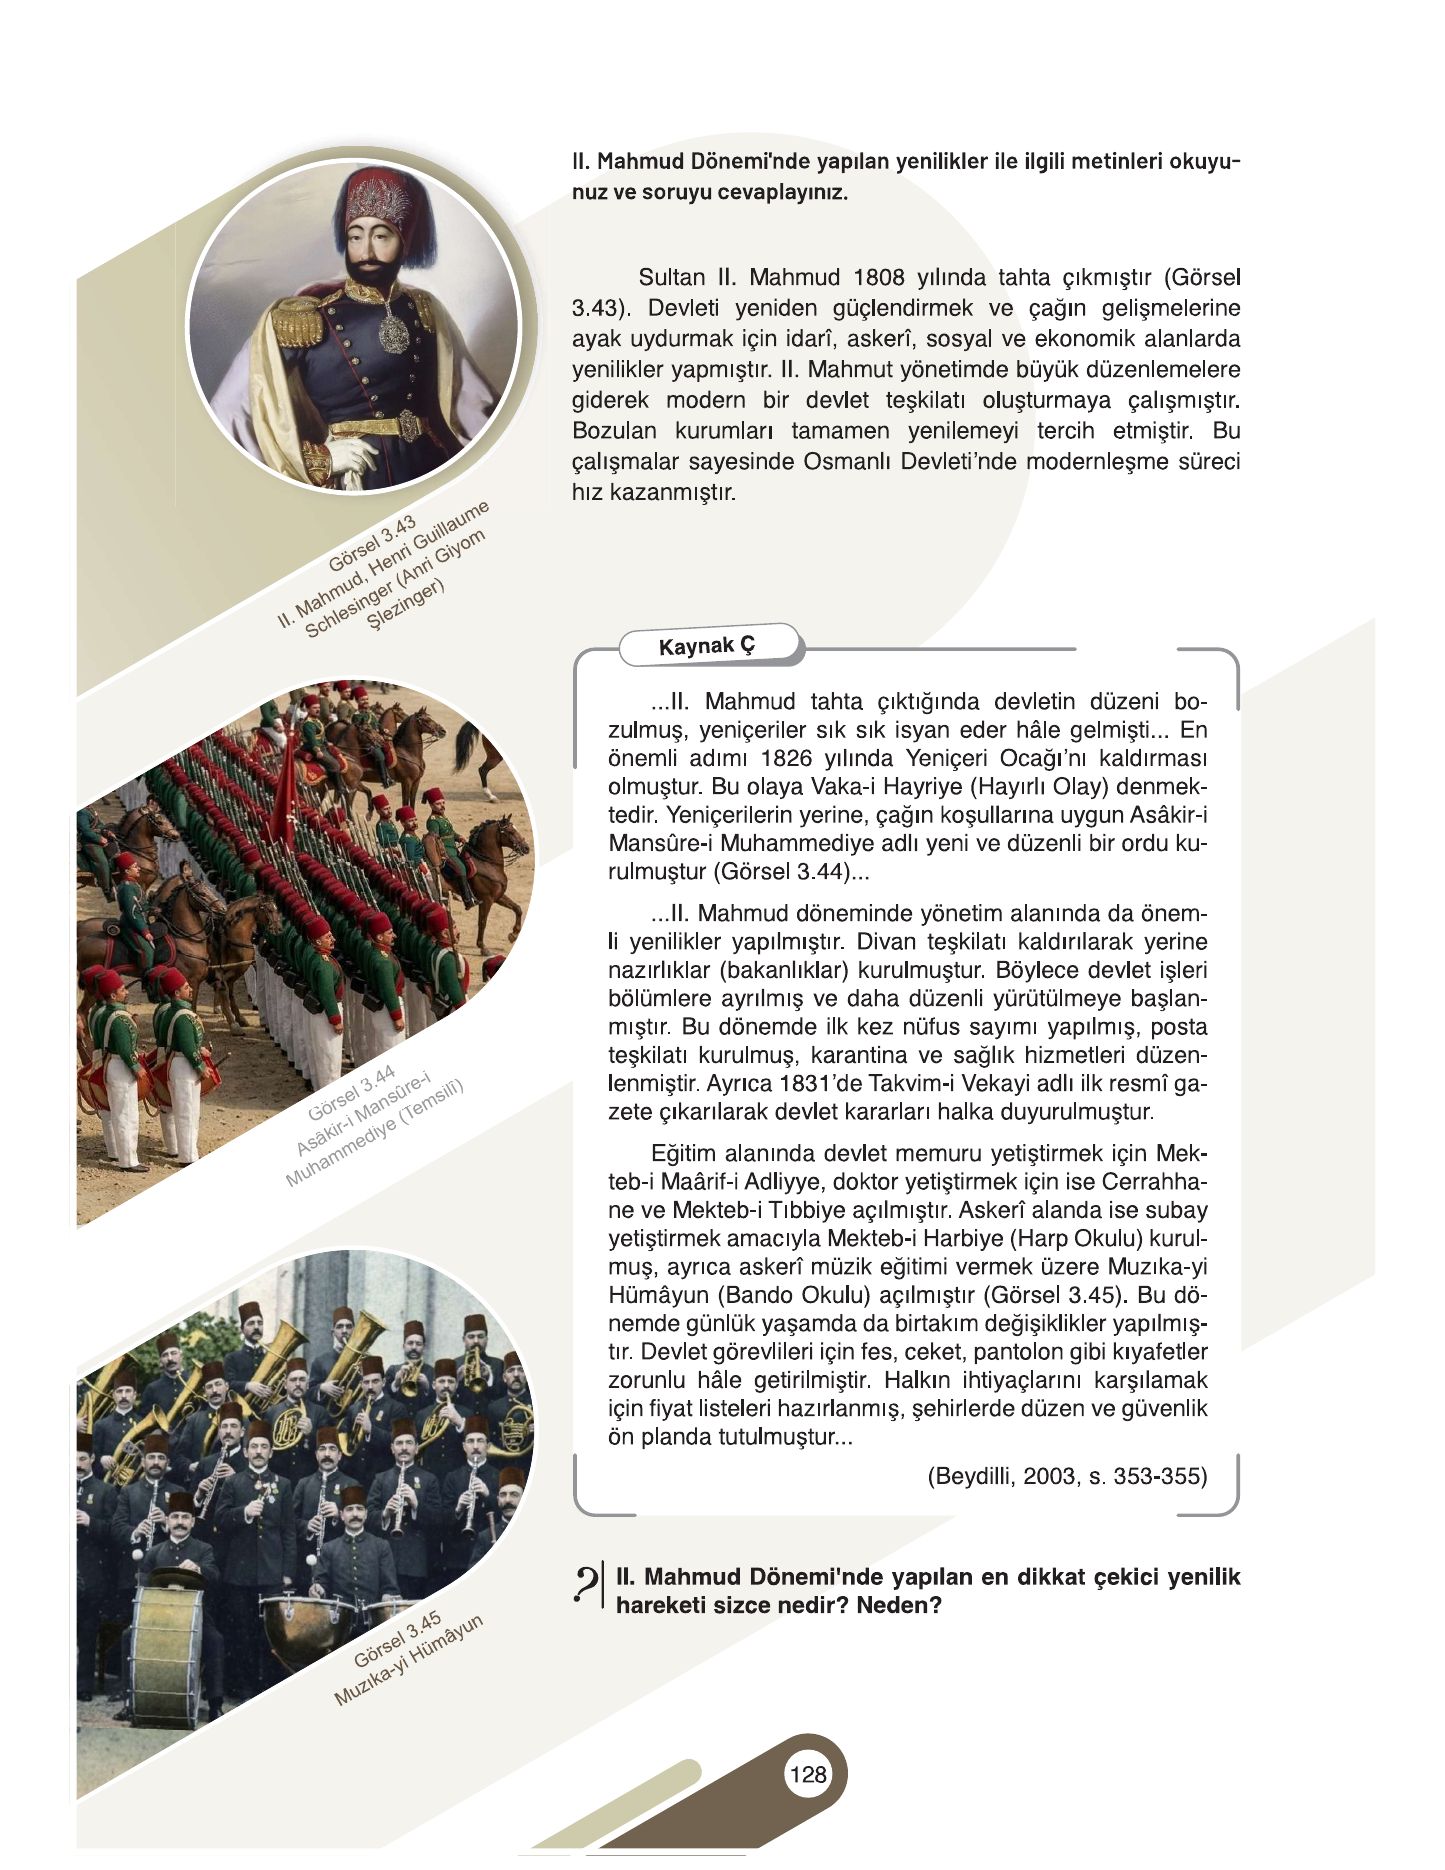 II. Mahmud Dönemi'nde yapılan yenilikler ile ilgili metinleri okuyu-
nuz ve soruyu cevaplayınız.
Sultan II. Mahmud 1808 yılında tahta çıkmıştır (Görsel
3.43). Devleti yeniden güçlendirmek ve çağın gelişmelerine
ayak uydurmak için idarî, askerî, sosyal ve ekonomik alanlarda
yenilikler yapmıştır. II. Mahmut yönetimde büyük düzenlemelere
giderek modern bir devlet teşkilatı oluşturmaya çalışmıştır.
Bozulan kurumları tamamen yenilemeyi tercih etmiştir. Bu
çalışmalar sayesinde Osmanlı Devleti’nde modernleşme süreci
hız kazanmıştır.
Görsel 3.43
II. Mahmud, Henri Guillaume
Schlesinger (Anri Giyom
Şlezinger)
Kaynak Ç
...II. Mahmud tahta çıktığında devletin düzeni bo-
zulmuş, yeniçeriler sık sık isyan eder hâle gelmişti... En
önemli adımı 1826 yılında Yeniçeri Ocağı’nı kaldırması
olmuştur. Bu olaya Vaka-i Hayriye (Hayırlı Olay) denmek-
tedir. Yeniçerilerin yerine, çağın koşullarına uygun Asâkir-i
Mansûre-i Muhammediye adlı yeni ve düzenli bir ordu ku-
rulmuştur (Görsel 3.44)...
...II. Mahmud döneminde yönetim alanında da önem-
li yenilikler yapılmıştır. Divan teşkilatı kaldırılarak yerine
nazırlıklar (bakanlıklar) kurulmuştur. Böylece devlet işleri
bölümlere ayrılmış ve daha düzenli yürütülmeye başlan-
mıştır. Bu dönemde ilk kez nüfus sayımı yapılmış, posta
teşkilatı kurulmuş, karantina ve sağlık hizmetleri düzen-
lenmiştir. Ayrıca 1831’de Takvim-i Vekayi adlı ilk resmî ga-
zete çıkarılarak devlet kararları halka duyurulmuştur.
Eğitim alanında devlet memuru yetiştirmek için Mek-
teb-i Maârif-i Adliyye, doktor yetiştirmek için ise Cerrahha-
ne ve Mekteb-i Tıbbiye açılmıştır. Askerî alanda ise subay
yetiştirmek amacıyla Mekteb-i Harbiye (Harp Okulu) kurul-
muş, ayrıca askerî müzik eğitimi vermek üzere Muzıka-yi
Hümâyun (Bando Okulu) açılmıştır (Görsel 3.45). Bu dö-
nemde günlük yaşamda da birtakım değişiklikler yapılmış-
tır. Devlet görevlileri için fes, ceket, pantolon gibi kıyafetler
zorunlu hâle getirilmiştir. Halkın ihtiyaçlarını karşılamak
için fiyat listeleri hazırlanmış, şehirlerde düzen ve güvenlik
ön planda tutulmuştur...
(Beydilli, 2003, s. 353-355)
Görsel 3.44
Asâkir-i Mansûre-i
Muhammediye (Temsilî)
Görsel 3.45
Muzıka-yi Hümâyun
? II. Mahmud Dönemi'nde yapılan en dikkat çekici yenilik
hareketi sizce nedir? Neden?
128